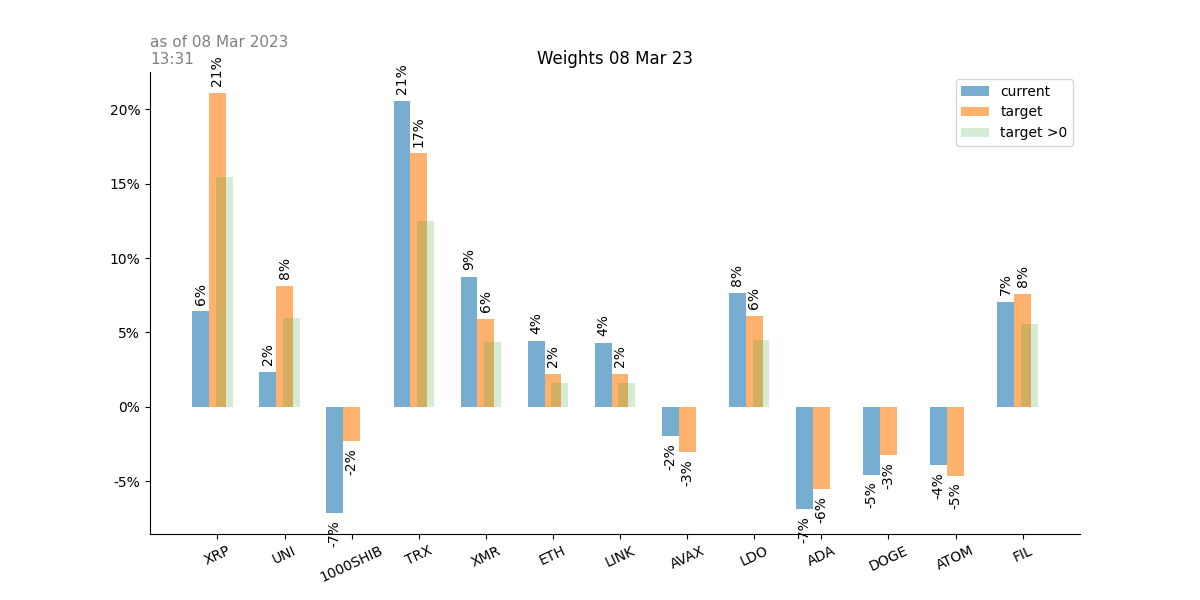 as of 08 Mar 2023
13:31
Weights 08 Mar 23
current
target
target >0
20%
15%
10%
5%
0%
-5%
6%
21%
2%
8%
-7%
-2%
21%
17%
9%
6%
4%
2%
4%
2%
-2%
-3%
8%
6%
-7%
-6%
-5%
-3%
-4%
-5%
7%
8%
XRP
UNI
1000SHIB
TRX
XMR
ETH
LINK
AVAX
LDO
ADA
DOGE
ATOM
FIL